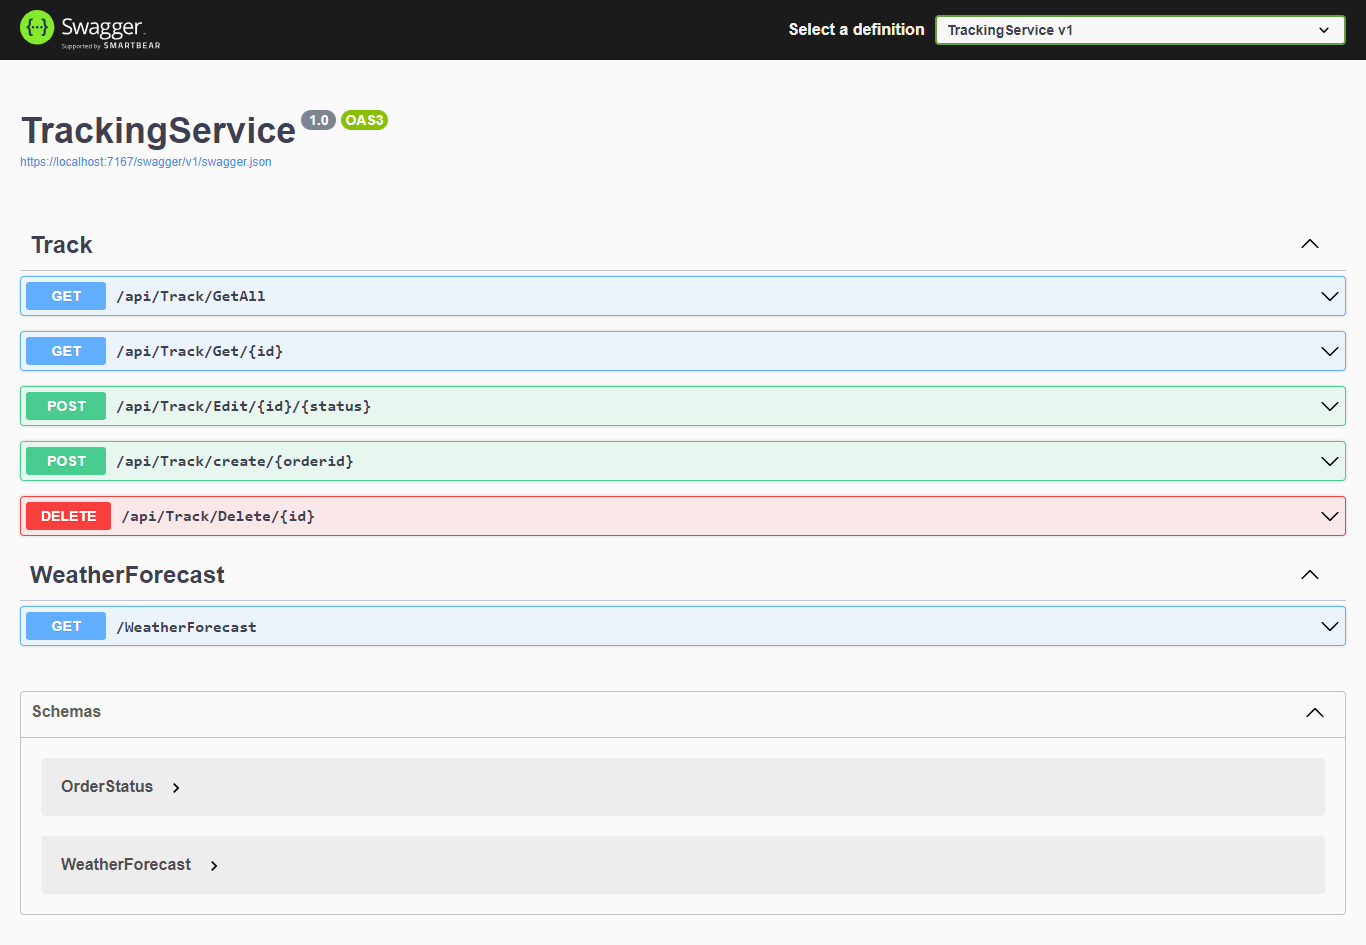 Swagger
Supported by SMARTBEAR
Select a definition
TrackingService v1
TrackingService 1.0 OAS3
https://localhost:7167/swagger/v1/swagger.json
Track
GET /api/Track/GetAll
GET /api/Track/Get/{id}
POST /api/Track/Edit/{id}/{status}
POST /api/Track/create/{orderid}
DELETE /api/Track/Delete/{id}
WeatherForecast
GET /WeatherForecast
Schemas
OrderStatus
WeatherForecast